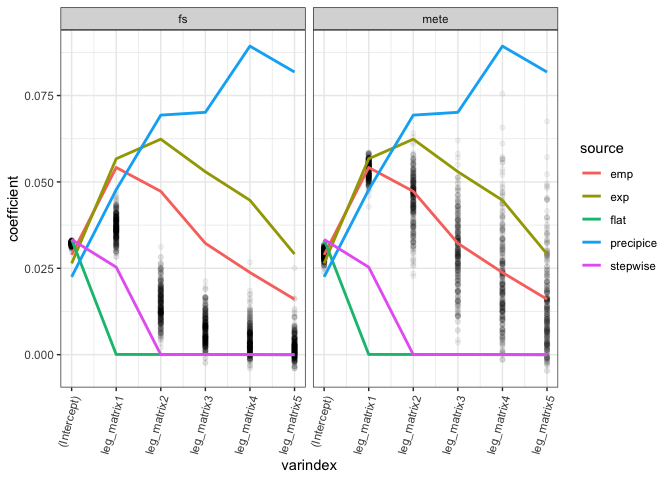 fs
mete
0.075
0.050
0.025
0.000
coefficient
(Intercept)
leg_matrix1
leg_matrix2
leg_matrix3
leg_matrix4
leg_matrix5
(Intercept)
leg_matrix1
leg_matrix2
leg_matrix3
leg_matrix4
leg_matrix5
varindex
source
emp
exp
flat
precipice
stepwise